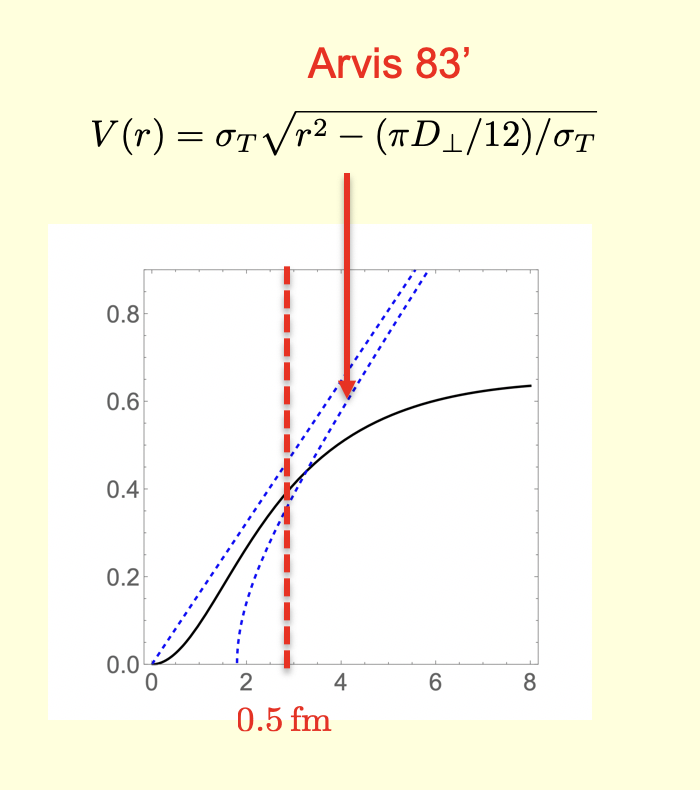 Arvis 83’
V(r) = σ_T√(r² − (πD_⊥/12)/σ_T)
0.8
0.6
0.4
0.2
0.0
0 2 4 6 8
0.5 fm